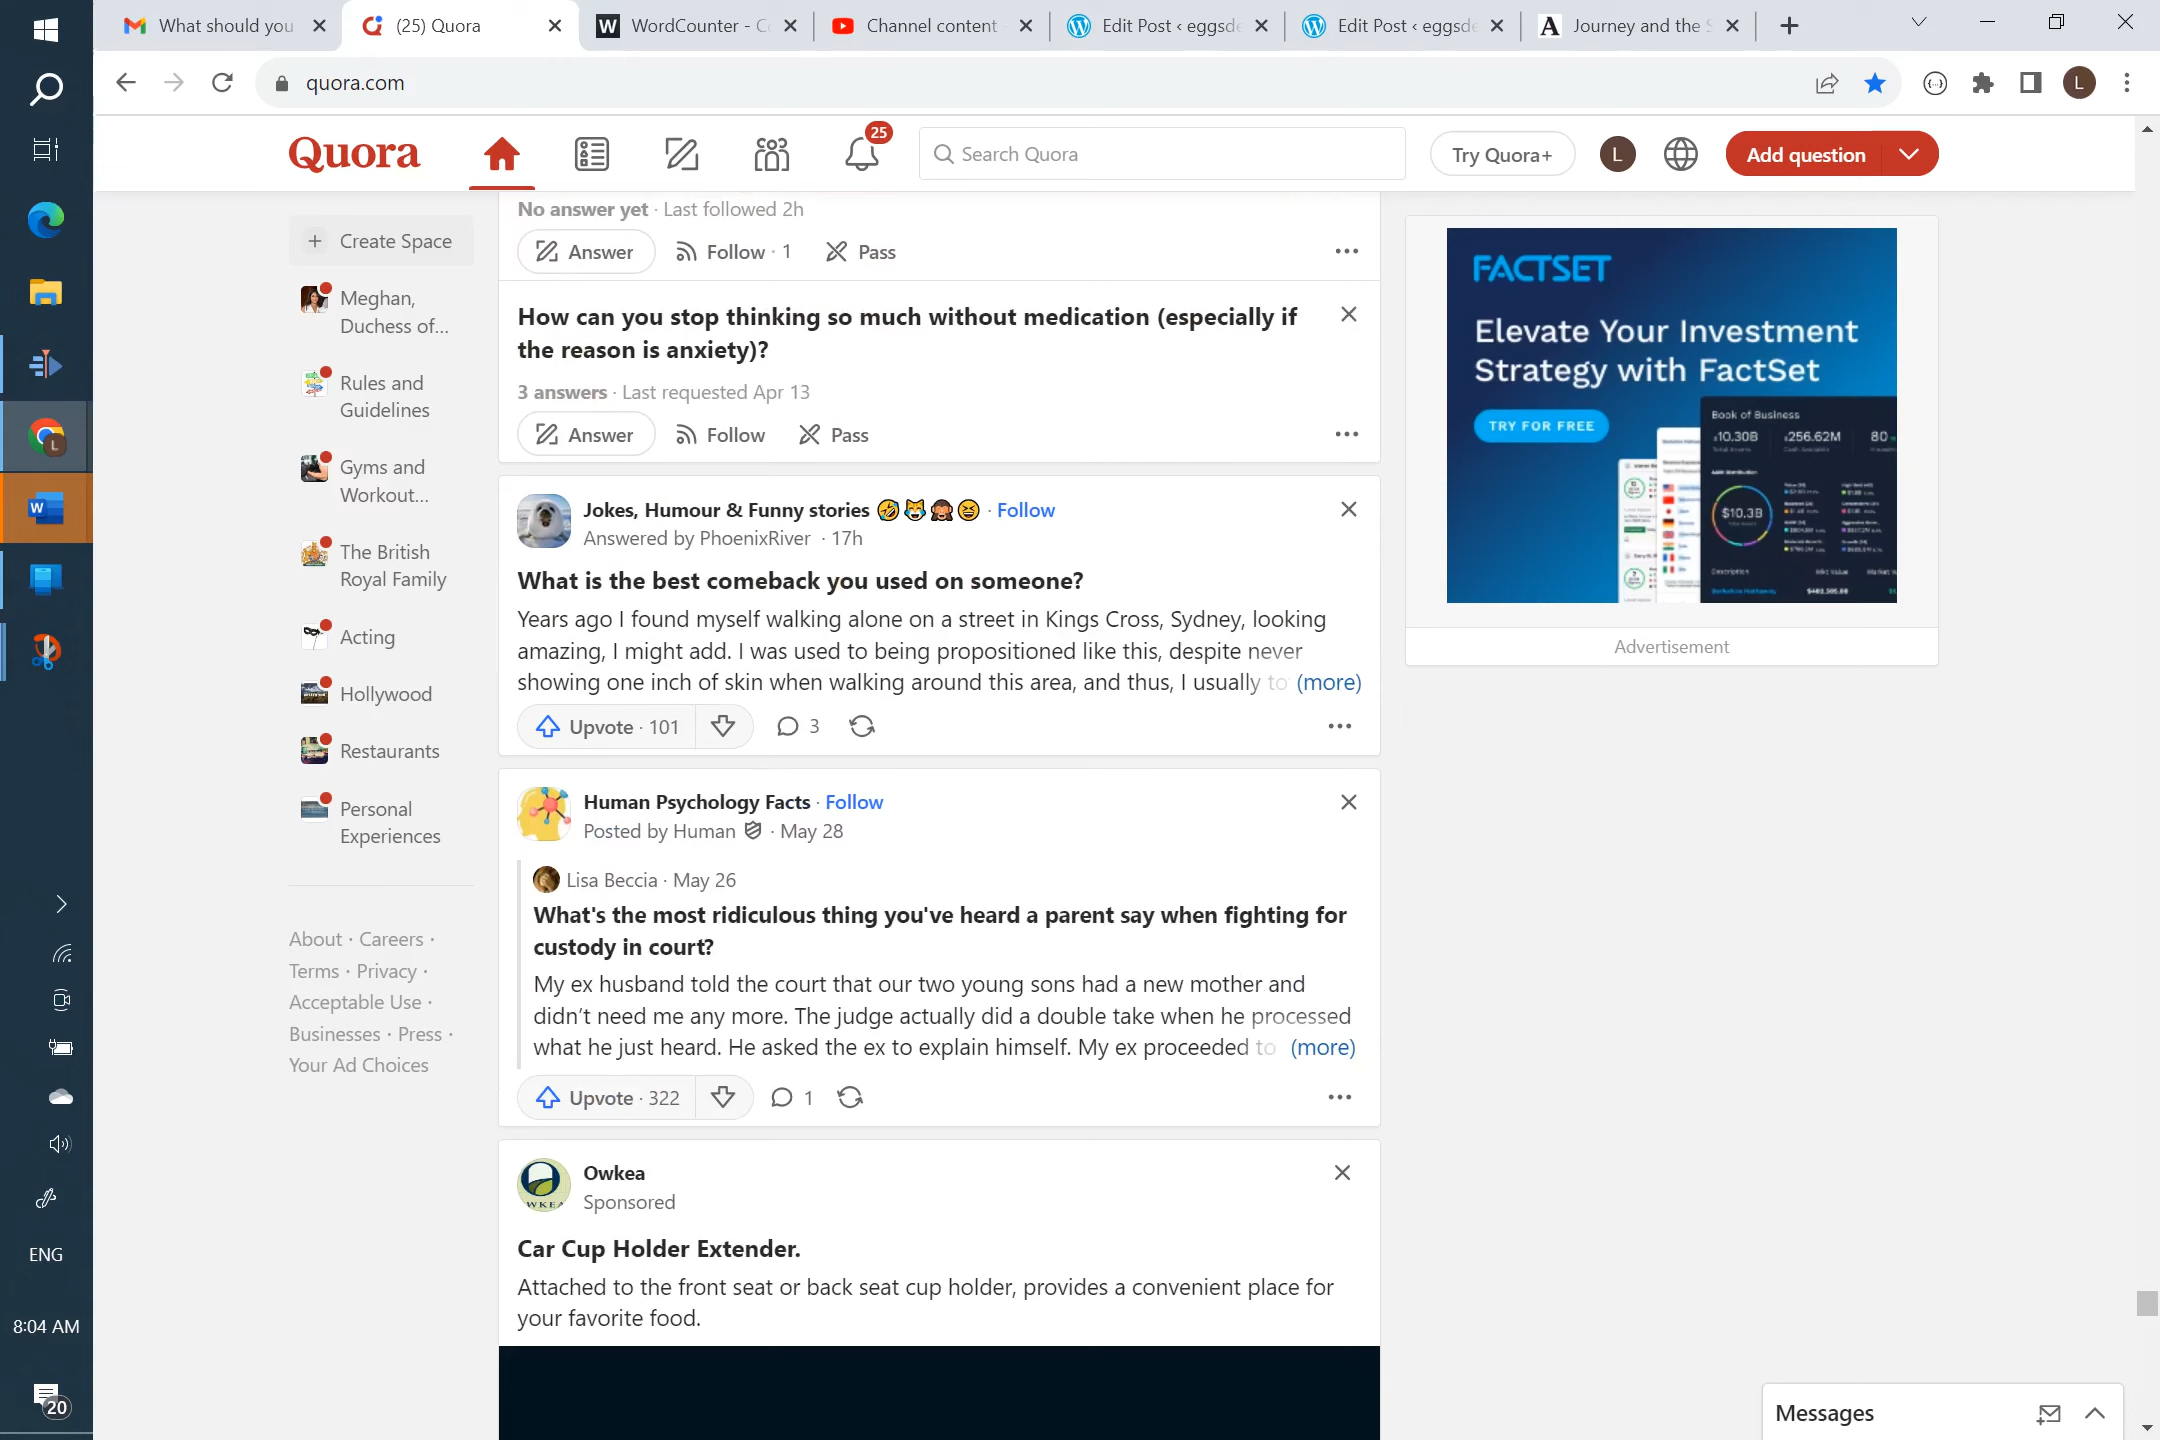 What should you
(25) Quora
WordCounter - Co
Channel content
Edit Post ‹ eggsde
Edit Post ‹ eggsde
Journey and the S
quora.com
L
Quora
25
Search Quora
Try Quora+
L
Add question
Create Space
Meghan,
Duchess of...
Rules and
Guidelines
Gyms and
Workout...
The British
Royal Family
Acting
Hollywood
Restaurants
Personal
Experiences
About · Careers ·
Terms · Privacy ·
Acceptable Use ·
Businesses · Press ·
Your Ad Choices
No answer yet · Last followed 2h
Answer Follow · 1 Pass
How can you stop thinking so much without medication (especially if
the reason is anxiety)?
3 answers · Last requested Apr 13
Answer Follow Pass
Jokes, Humour & Funny stories 🤣😹🙈😆 · Follow
Answered by PhoenixRiver · 17h
What is the best comeback you used on someone?
Years ago I found myself walking alone on a street in Kings Cross, Sydney, looking
amazing, I might add. I was used to being propositioned like this, despite never
showing one inch of skin when walking around this area, and thus, I usually to (more)
Upvote · 101 3
Human Psychology Facts · Follow
Posted by Human · May 28
Lisa Beccia · May 26
What's the most ridiculous thing you've heard a parent say when fighting for
custody in court?
My ex husband told the court that our two young sons had a new mother and
didn’t need me any more. The judge actually did a double take when he processed
what he just heard. He asked the ex to explain himself. My ex proceeded to (more)
Upvote · 322 1
Owkea
Sponsored
Car Cup Holder Extender.
Attached to the front seat or back seat cup holder, provides a convenient place for
your favorite food.
FACTSET
Elevate Your Investment
Strategy with FactSet
TRY FOR FREE
Book of Business
10.30B 256.62M 80
$10.3B
Description
Berkshire Hathaway
Advertisement
Messages
L
W
ENG
8:04 AM
20